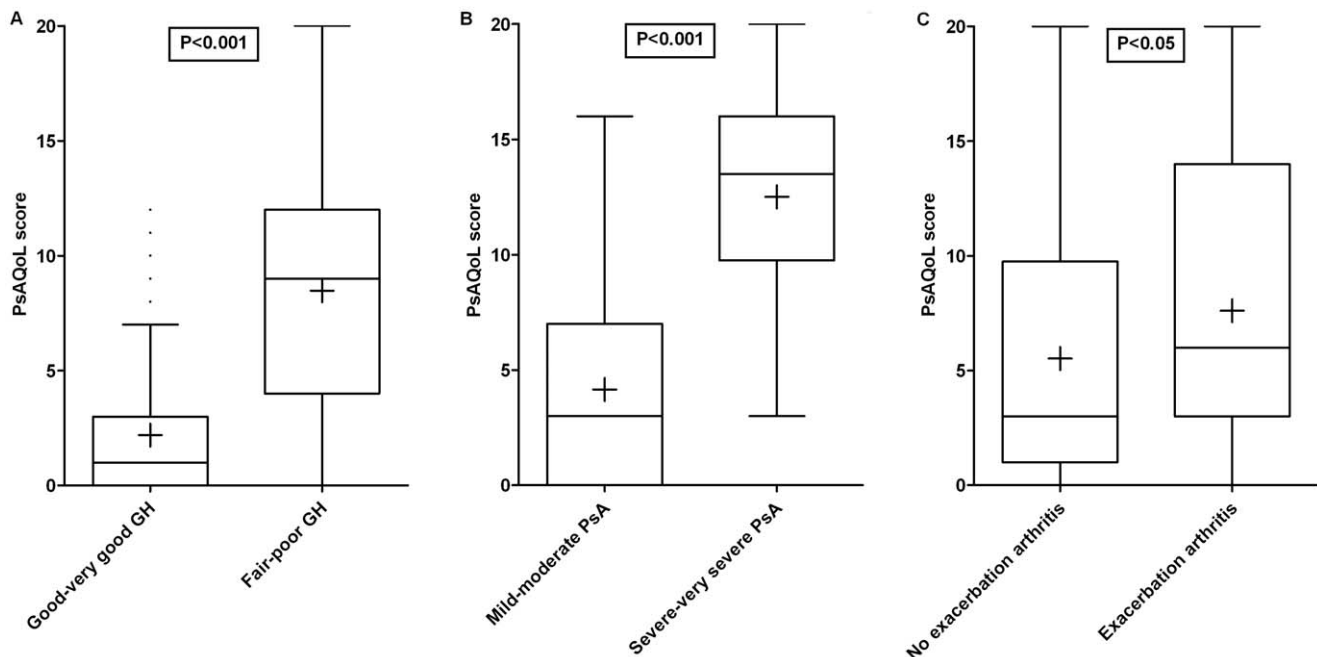 A
P<0.001
PsAQoL score
20
15
10
5
0
Good-very good GH
Fair-poor GH
B
P<0.001
PsAQoL score
20
15
10
5
0
Mild-moderate PsA
Severe-very severe PsA
C
P<0.05
PsAQoL score
20
15
10
5
0
No exacerbation arthritis
Exacerbation arthritis